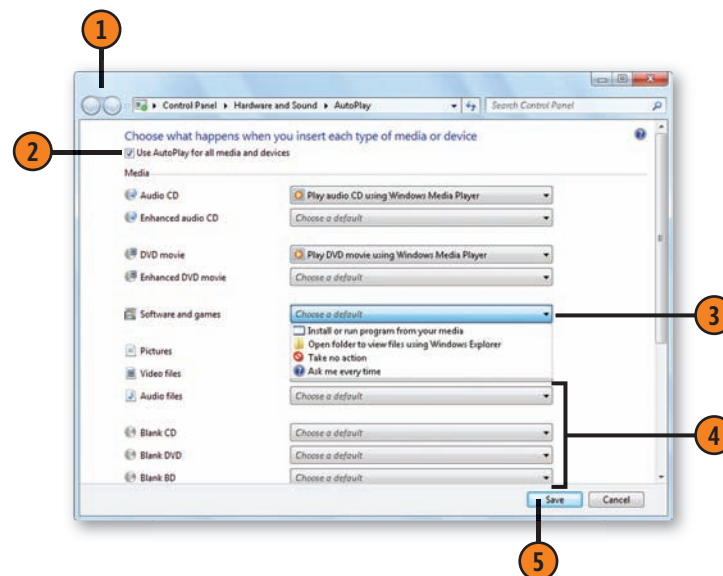 1
Control Panel ▸ Hardware and Sound ▸ AutoPlay
Search Control Panel
Choose what happens when you insert each type of media or device
2
Use AutoPlay for all media and devices
Media
Audio CD
Play audio CD using Windows Media Player
Enhanced audio CD
Choose a default
DVD movie
Play DVD movie using Windows Media Player
Enhanced DVD movie
Choose a default
Software and games
Choose a default
3
Install or run program from your media
Open folder to view files using Windows Explorer
Pictures
Take no action
Video files
Ask me every time
Audio files
Choose a default
4
Blank CD
Choose a default
Blank DVD
Choose a default
Blank BD
Choose a default
Save
Cancel
5